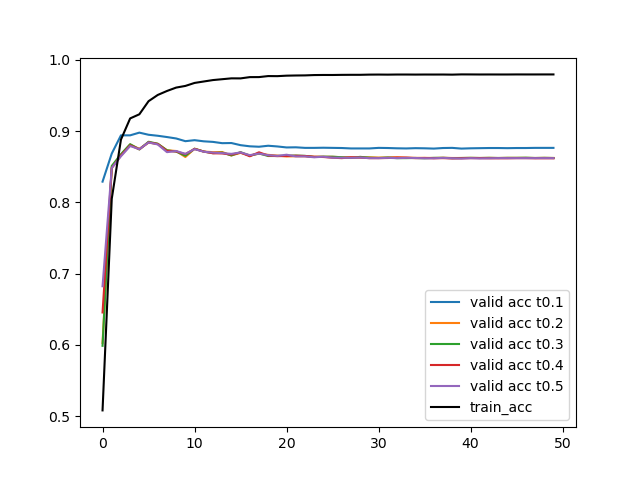 1.0
0.9
0.8
0.7
0.6
0.5
0
10
20
30
40
50
valid acc t0.1
valid acc t0.2
valid acc t0.3
valid acc t0.4
valid acc t0.5
train_acc